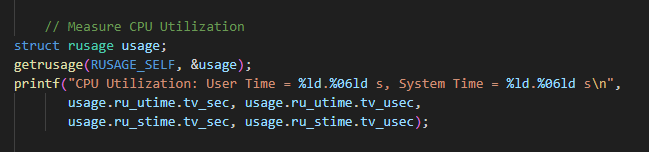 // Measure CPU Utilization
struct rusage usage;
getrusage(RUSAGE_SELF, &usage);
printf("CPU Utilization: User Time = %ld.%06ld s, System Time = %ld.%06ld s\n",
usage.ru_utime.tv_sec, usage.ru_utime.tv_usec,
usage.ru_stime.tv_sec, usage.ru_stime.tv_usec);